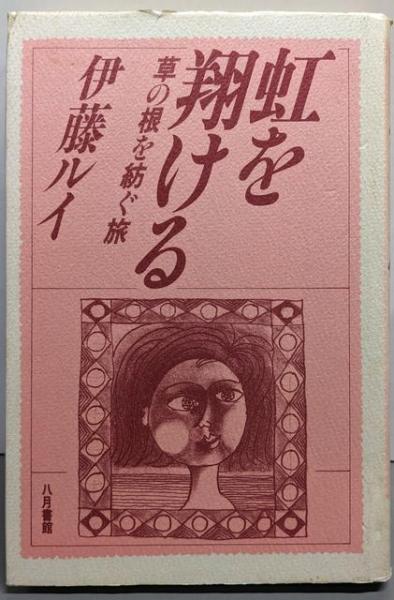 虹を
翔ける
草の根を紡ぐ旅
伊藤ルイ
八月書館